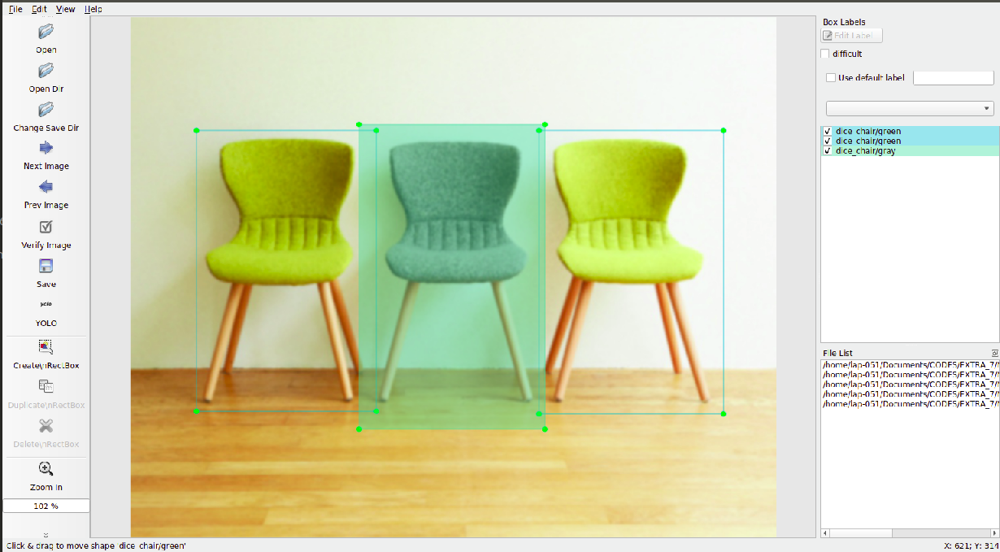 File Edit View Help
Open
Open Dir
Change Save Dir
Next Image
Prev Image
Verify Image
Save
yolo
YOLO
Create\nRectBox
Duplicate\nRectBox
Delete\nRectBox
Zoom In
102 %
Box Labels
Edit Label
difficult
Use default label
dice_chair/green
dice_chair/green
dice_chair/gray
File List
/home/lap-051/Documents/CODES/EXTRA_7/
/home/lap-051/Documents/CODES/EXTRA_7/
/home/lap-051/Documents/CODES/EXTRA_7/
/home/lap-051/Documents/CODES/EXTRA_7/
/home/lap-051/Documents/CODES/EXTRA_7/
Click & drag to move shape 'dice_chair/green'
X: 621; Y: 314